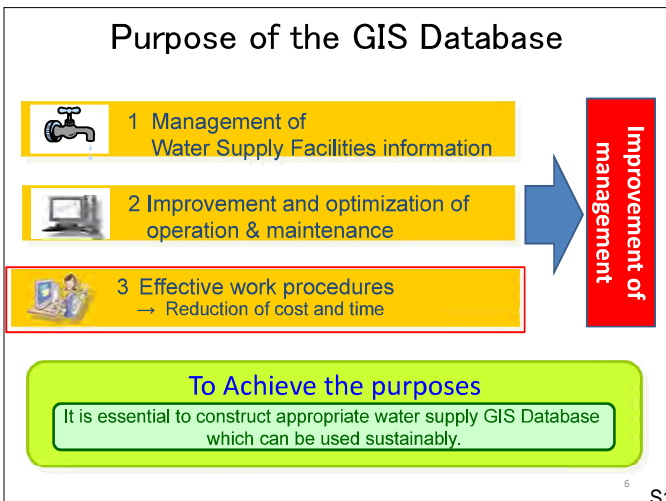 Purpose of the GIS Database
1 Management of
Water Supply Facilities information
2 Improvement and optimization of
operation & maintenance
3 Effective work procedures
→ Reduction of cost and time
Improvement of
management
To Achieve the purposes
It is essential to construct appropriate water supply GIS Database
which can be used sustainably.
6